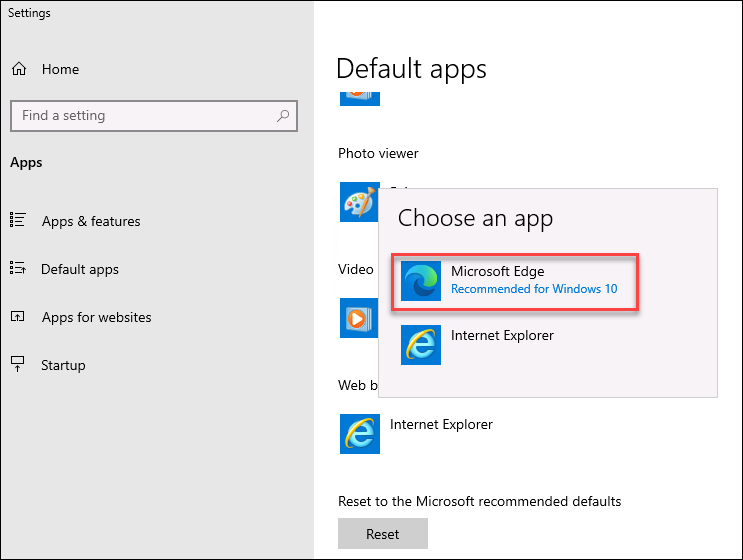 Settings
Home
Find a setting
Apps
Apps & features
Default apps
Apps for websites
Startup
Default apps
Photo viewer
Choose an app
Microsoft Edge
Recommended for Windows 10
Internet Explorer
Video
Web b
Internet Explorer
Reset to the Microsoft recommended defaults
Reset